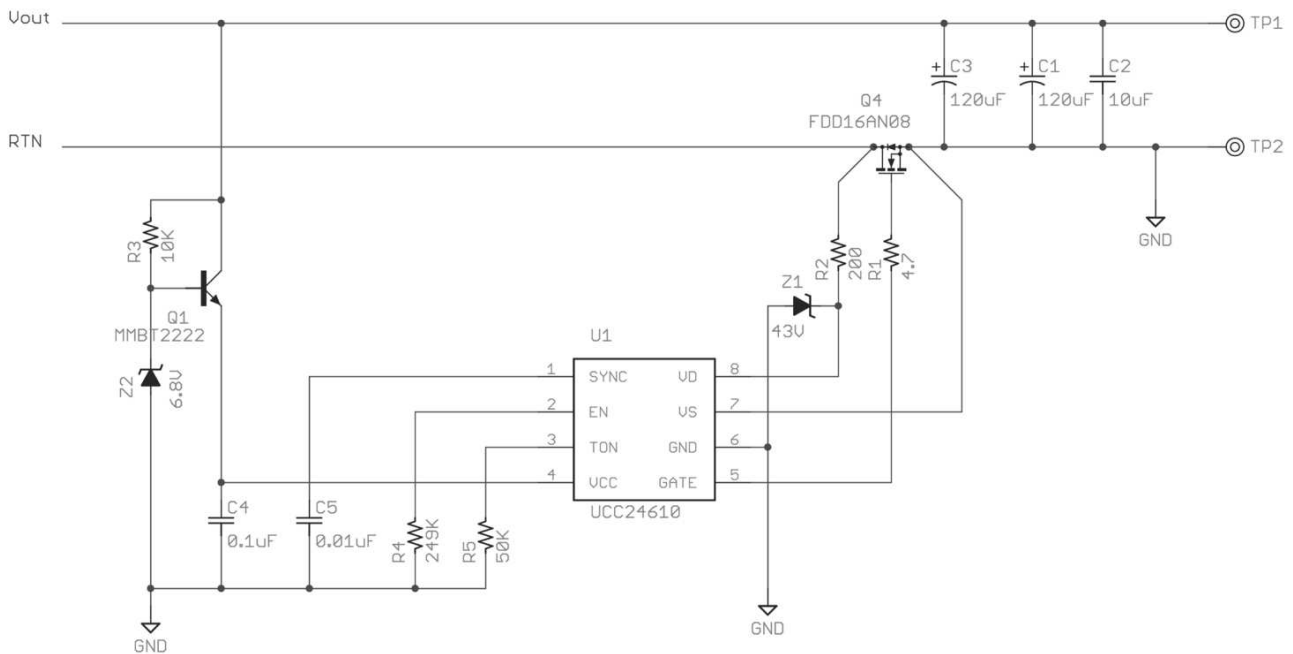 Vout
TP1
C3
120uF
C1
120uF
C2
10uF
Q4
FDD16AN08
RTN
TP2
GND
R3
10K
R2
200
R1
4.7
Z1
43V
Q1
MMBT2222
Z2
6.8V
U1
1
SYNC
VD
8
2
EN
VS
7
3
TON
GND
6
4
VCC
GATE
5
UCC24610
C4
0.1uF
C5
0.01uF
R4
249K
R5
50K
GND
GND